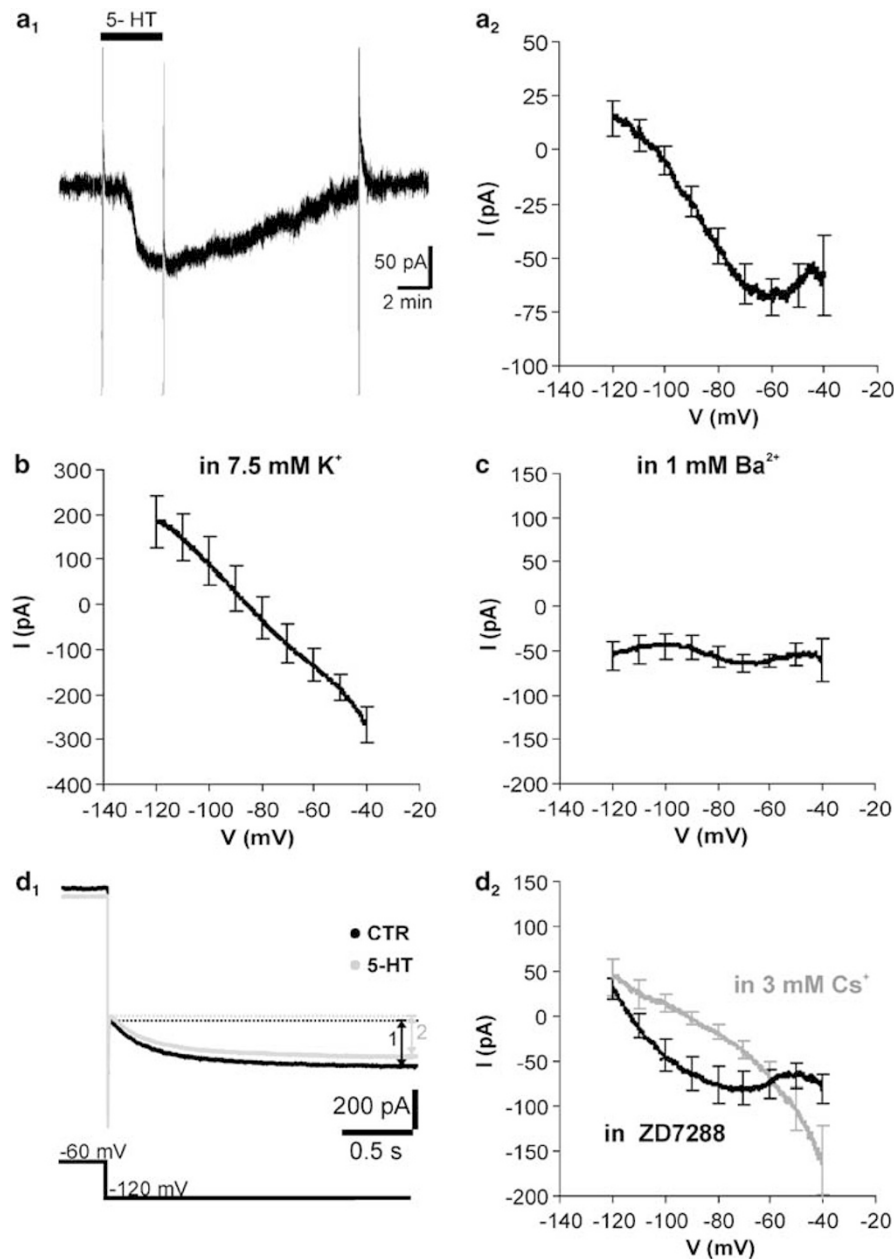 a1
5- HT
50 pA
2 min
a2
50
25
0
-25
-50
-75
-100
I (pA)
-140 -120 -100 -80 -60 -40 -20
V (mV)
b
in 7.5 mM K+
300
200
100
0
-100
-200
-300
-400
I (pA)
-140 -120 -100 -80 -60 -40 -20
V (mV)
c
in 1 mM Ba2+
150
100
50
0
-50
-100
-150
-200
I (pA)
-140 -120 -100 -80 -60 -40 -20
V (mV)
d1
CTR
5-HT
1
2
200 pA
0.5 s
-60 mV
-120 mV
d2
150
100
50
0
-50
-100
-150
-200
I (pA)
in 3 mM Cs+
in ZD7288
-140 -120 -100 -80 -60 -40 -20
V (mV)